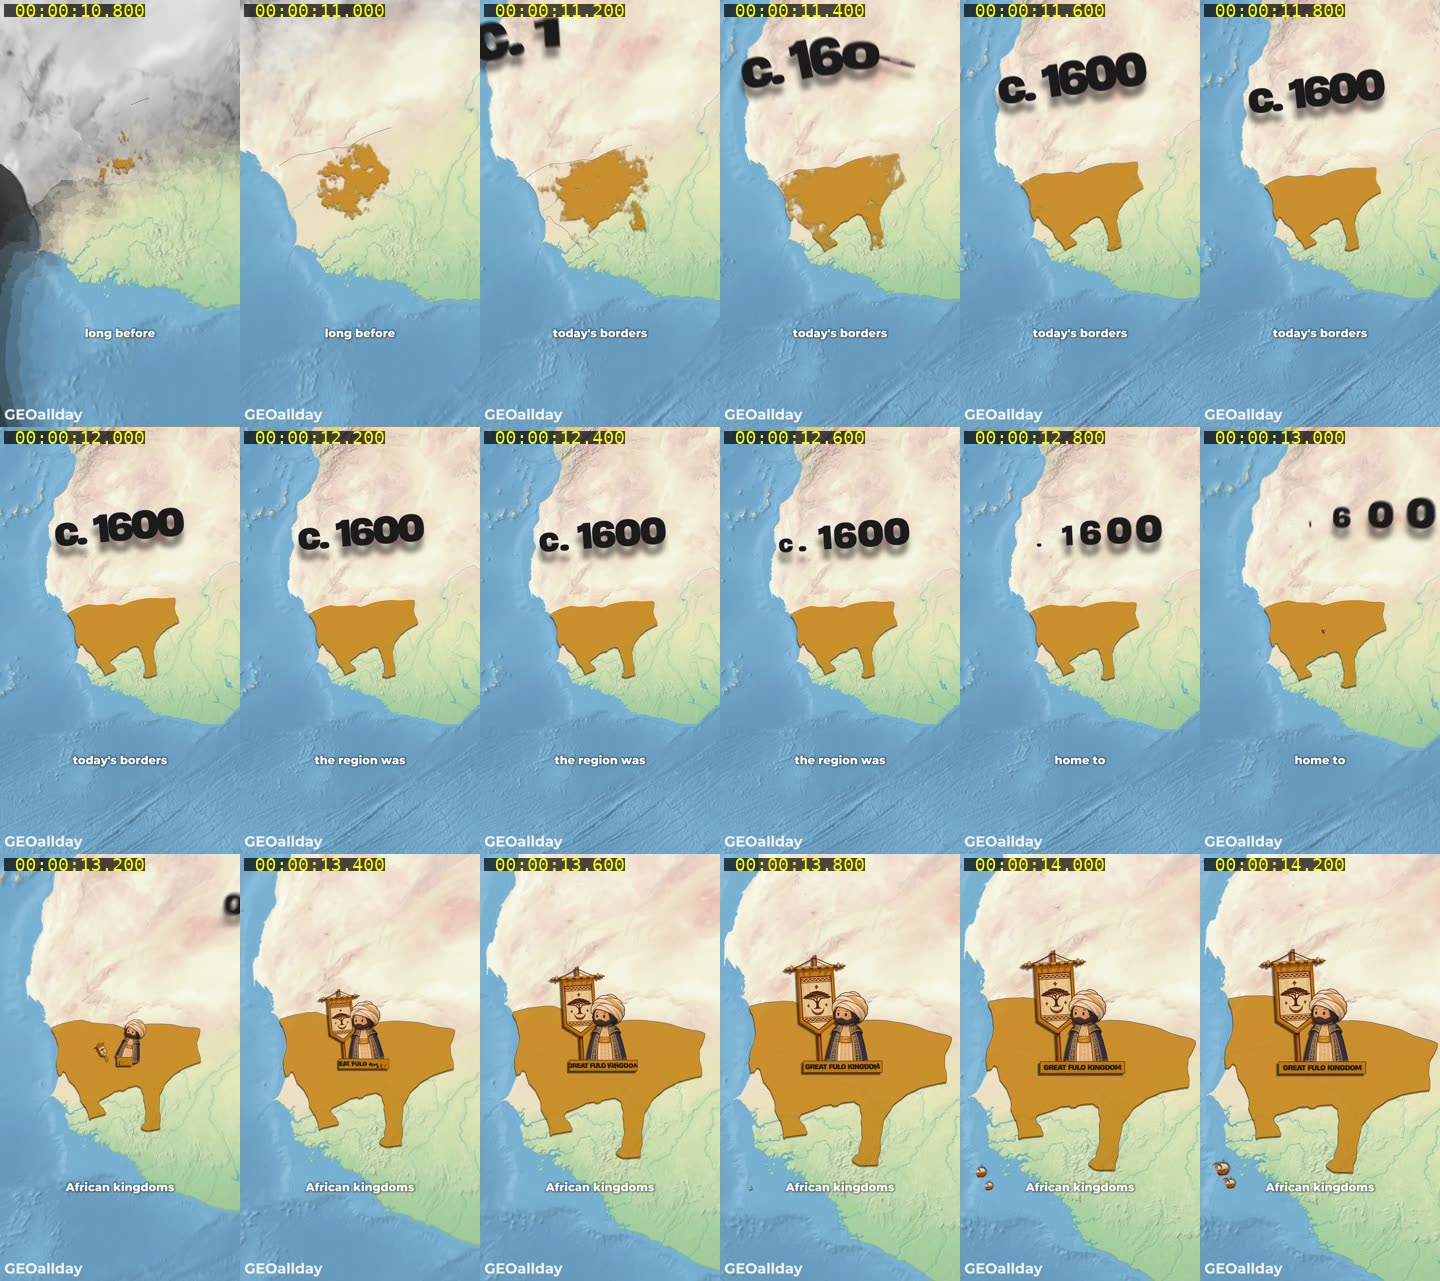 00:00:10.800
long before
GEOallday
00:00:11.000
long before
GEOallday
00:00:11.200
c. 1
today's borders
GEOallday
00:00:11.400
c. 160
today's borders
GEOallday
00:00:11.600
c. 1600
today's borders
GEOallday
00:00:11.800
c. 1600
today's borders
GEOallday
00:00:12.000
c. 1600
today's borders
GEOallday
00:00:12.200
c. 1600
the region was
GEOallday
00:00:12.400
c. 1600
the region was
GEOallday
00:00:12.600
c. 1600
the region was
GEOallday
00:00:12.800
. 1600
home to
GEOallday
00:00:13.000
600
home to
GEOallday
00:00:13.200
0
African kingdoms
GEOallday
00:00:13.400
EAT FULO
African kingdoms
GEOallday
00:00:13.600
GREAT FULO KINGDOM
African kingdoms
GEOallday
00:00:13.800
GREAT FULO KINGDOM
African kingdoms
GEOallday
00:00:14.000
GREAT FULO KINGDOM
African kingdoms
GEOallday
00:00:14.200
GREAT FULO KINGDOM
African kingdoms
GEOallday